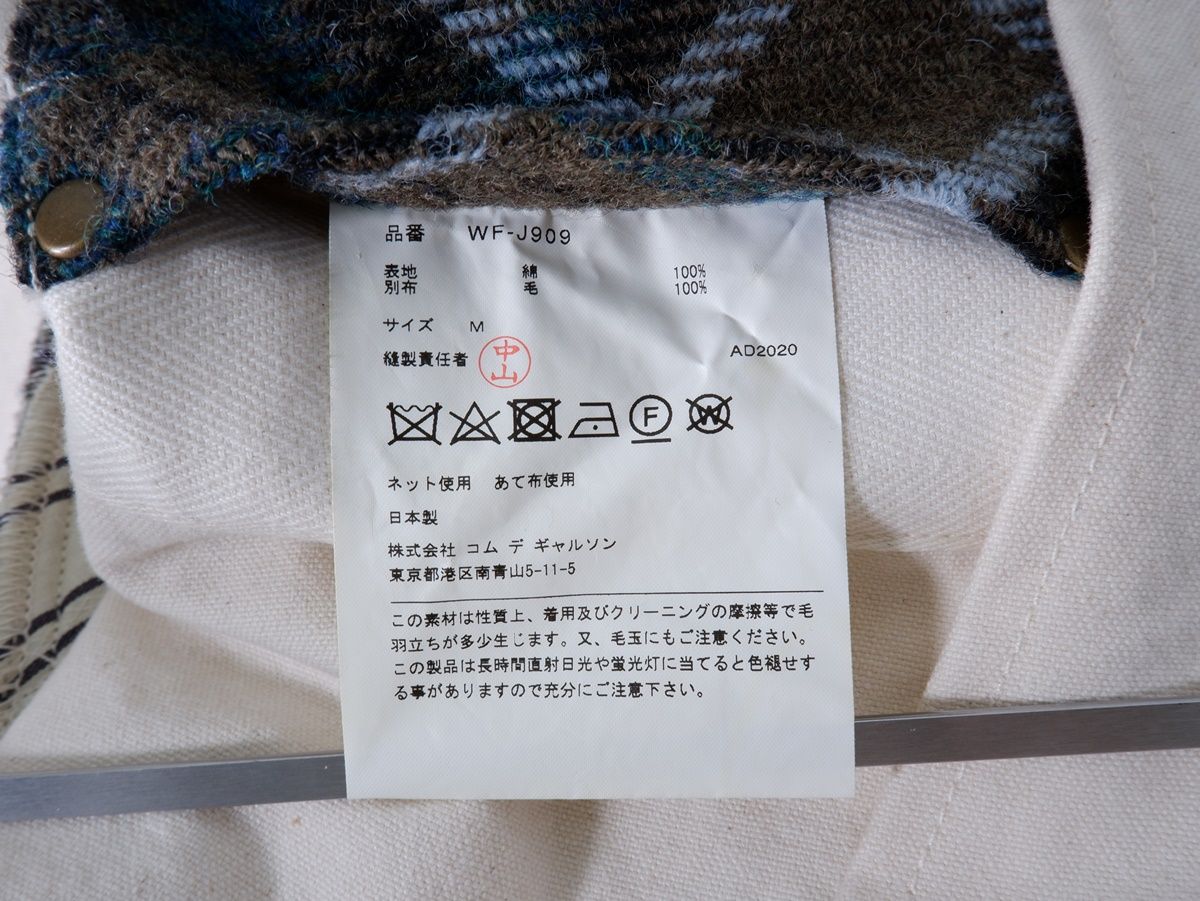 品番 WF-J909
表地 綿 100%
別布 毛 100%
サイズ M
縫製責任者 中山 AD2020
F W
ネット使用 あて布使用
日本製
株式会社 コム デ ギャルソン
東京都港区南青山5-11-5
この素材は性質上、着用及びクリーニングの摩擦等で毛
羽立ちが多少生じます。又、毛玉にもご注意ください。
この製品は長時間直射日光や蛍光灯に当てると色褪せす
る事がありますので充分にご注意下さい。